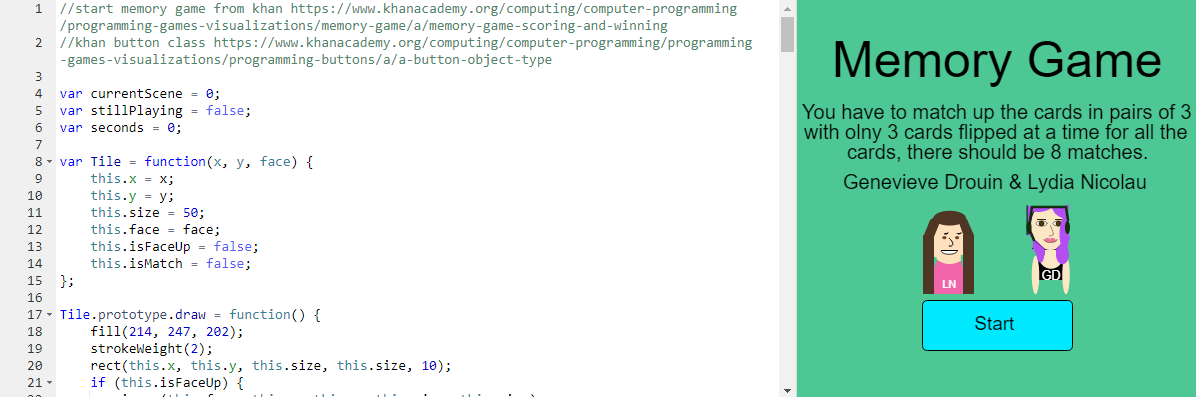 1 //start memory game from khan https://www.khanacademy.org/computing/computer-programming
/programming-games-visualizations/memory-game/a/memory-game-scoring-and-winning
2 //khan button class https://www.khanacademy.org/computing/computer-programming/programming
-games-visualizations/programming-buttons/a/a-button-object-type
3
4 var currentScene = 0;
5 var stillPlaying = false;
6 var seconds = 0;
7
8 var Tile = function(x, y, face) {
9 this.x = x;
10 this.y = y;
11 this.size = 50;
12 this.face = face;
13 this.isFaceUp = false;
14 this.isMatch = false;
15 };
16
17 Tile.prototype.draw = function() {
18 fill(214, 247, 202);
19 strokeWeight(2);
20 rect(this.x, this.y, this.size, this.size, 10);
21 if (this.isFaceUp) {
Memory Game
You have to match up the cards in pairs of 3
with olny 3 cards flipped at a time for all the
cards, there should be 8 matches.
Genevieve Drouin & Lydia Nicolau
LN
GD
Start